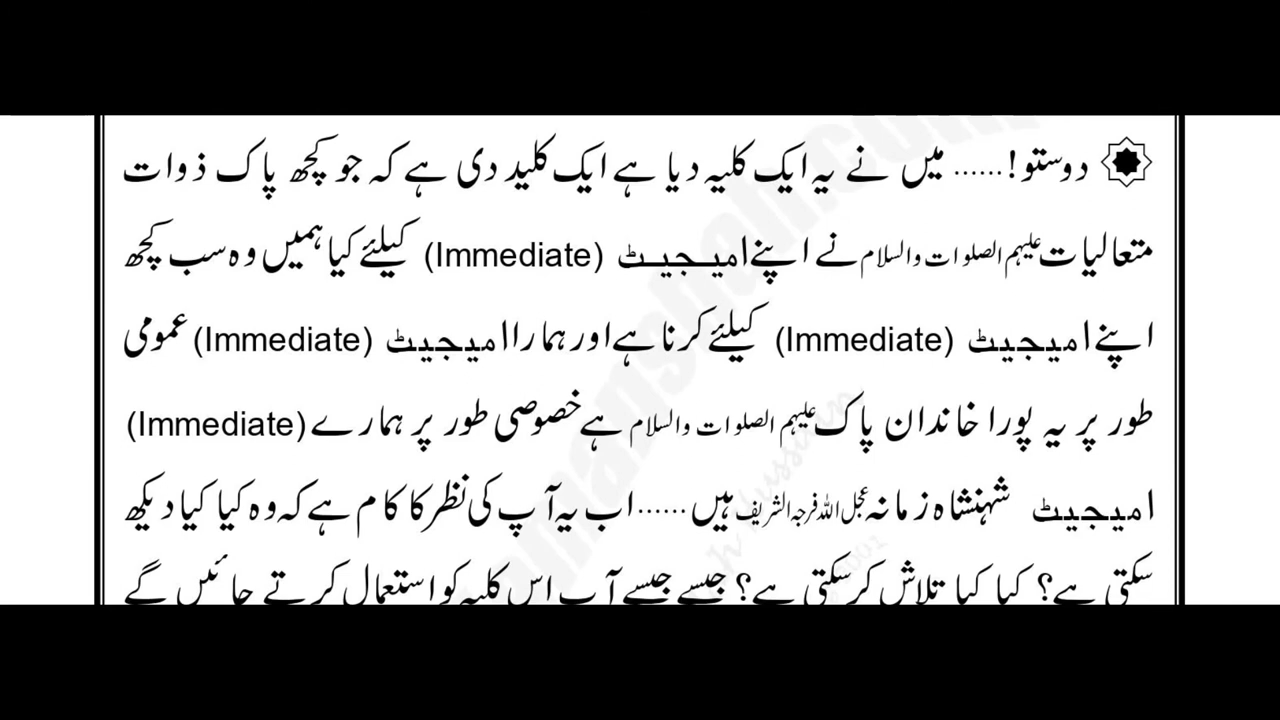 دوستو! ...... میں نے یہ ایک کلیہ دیا ہے ایک کلید دی ہے کہ جو کچھ پاک ذوات
متعالیات علیہم الصلوات والسلام نے اپنے امیجیٹ (Immediate) کیلئے کیا ہمیں وہ سب کچھ
اپنے امیجیٹ (Immediate) کیلئے کرنا ہے اور ہمارا امیجیٹ (Immediate) عمومی
طور پر یہ پورا خاندان پاک علیہم الصلوات والسلام ہے خصوصی طور پر ہمارے (Immediate)
امیجیٹ شہنشاہ زمانہ عجل اللہ فرجہ الشریف ہیں ...... اب یہ آپ کی نظر کا کام ہے کہ وہ کیا کیا دیکھ
سکتی ہے؟ کیا کیا تلاش کر سکتی ہے؟ جیسے جیسے آپ اس کلیہ کو استعمال کرتے جائیں گے